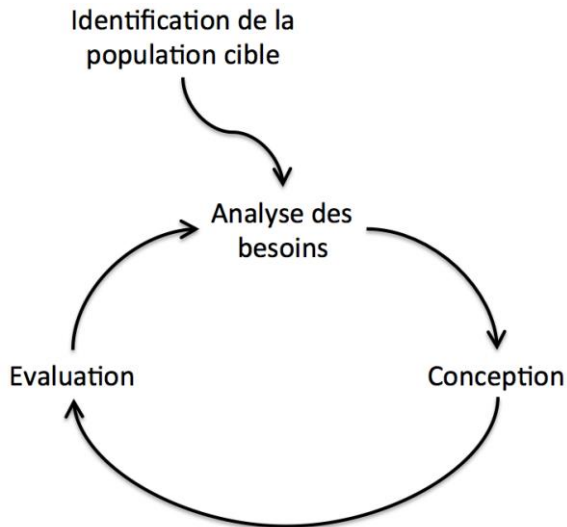 Identification de la
population cible
Analyse des
besoins
Evaluation
Conception